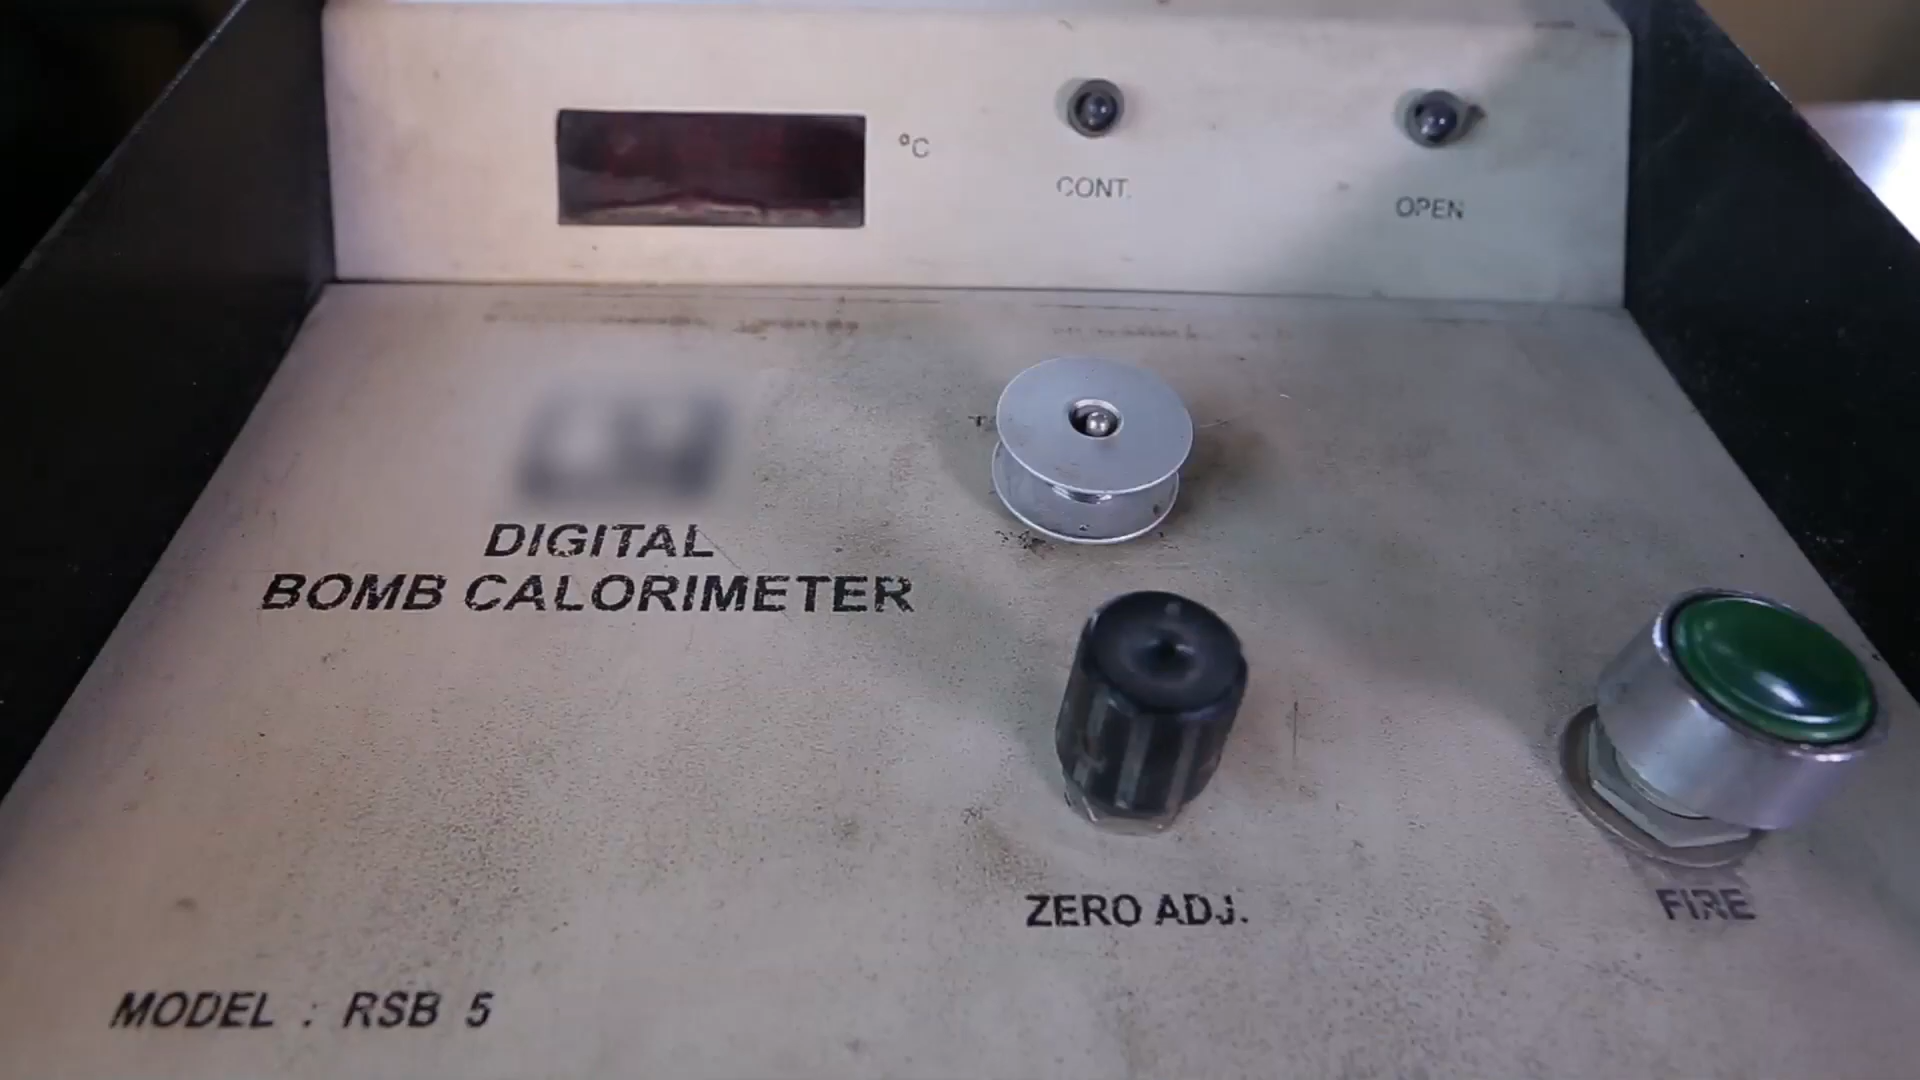 °C
CONT.
OPEN
DIGITAL
BOMB CALORIMETER
ZERO ADJ.
FIRE
MODEL : RSB 5